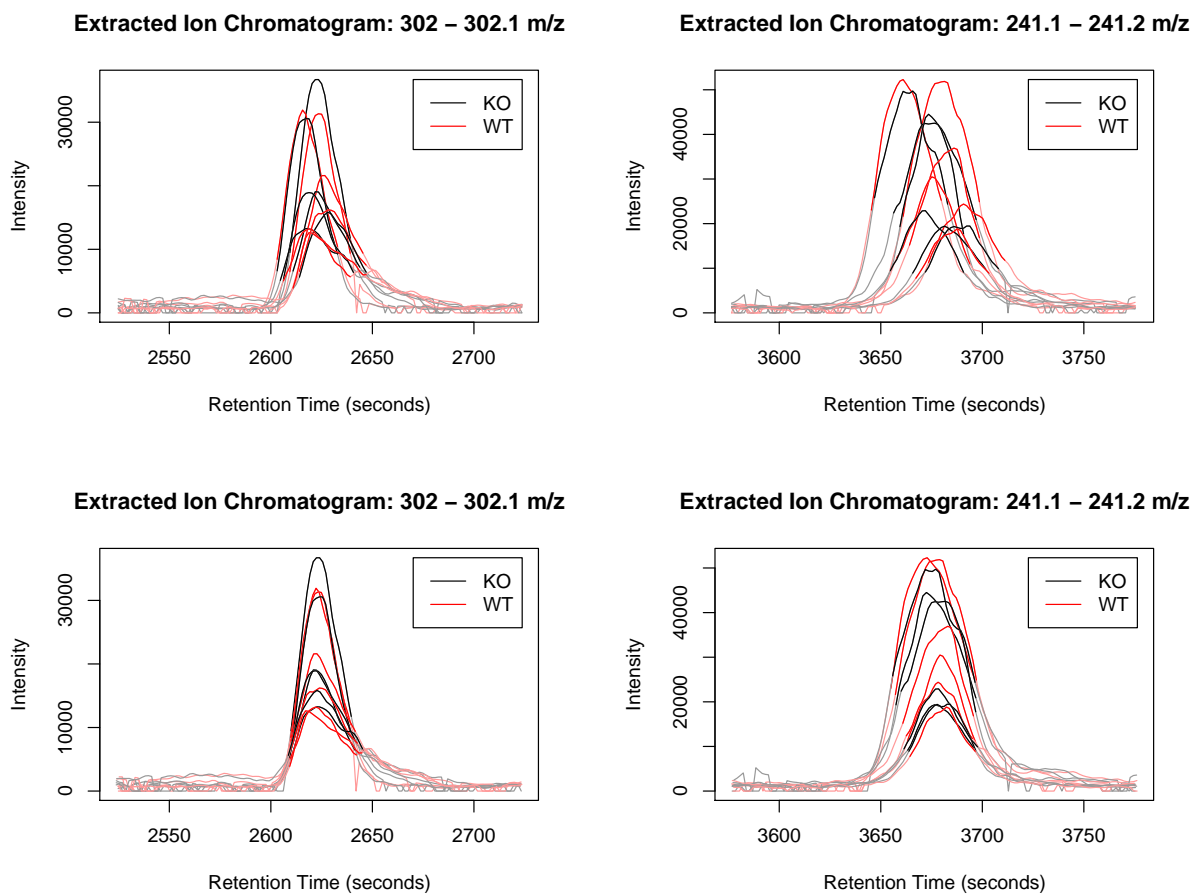 Extracted Ion Chromatogram: 302 – 302.1 m/z
Intensity
0
10000
30000
KO
WT
2550
2600
2650
2700
Retention Time (seconds)
Extracted Ion Chromatogram: 241.1 – 241.2 m/z
Intensity
0
20000
40000
KO
WT
3600
3650
3700
3750
Retention Time (seconds)
Extracted Ion Chromatogram: 302 – 302.1 m/z
Intensity
0
10000
30000
KO
WT
2550
2600
2650
2700
Retention Time (seconds)
Extracted Ion Chromatogram: 241.1 – 241.2 m/z
Intensity
0
20000
40000
KO
WT
3600
3650
3700
3750
Retention Time (seconds)